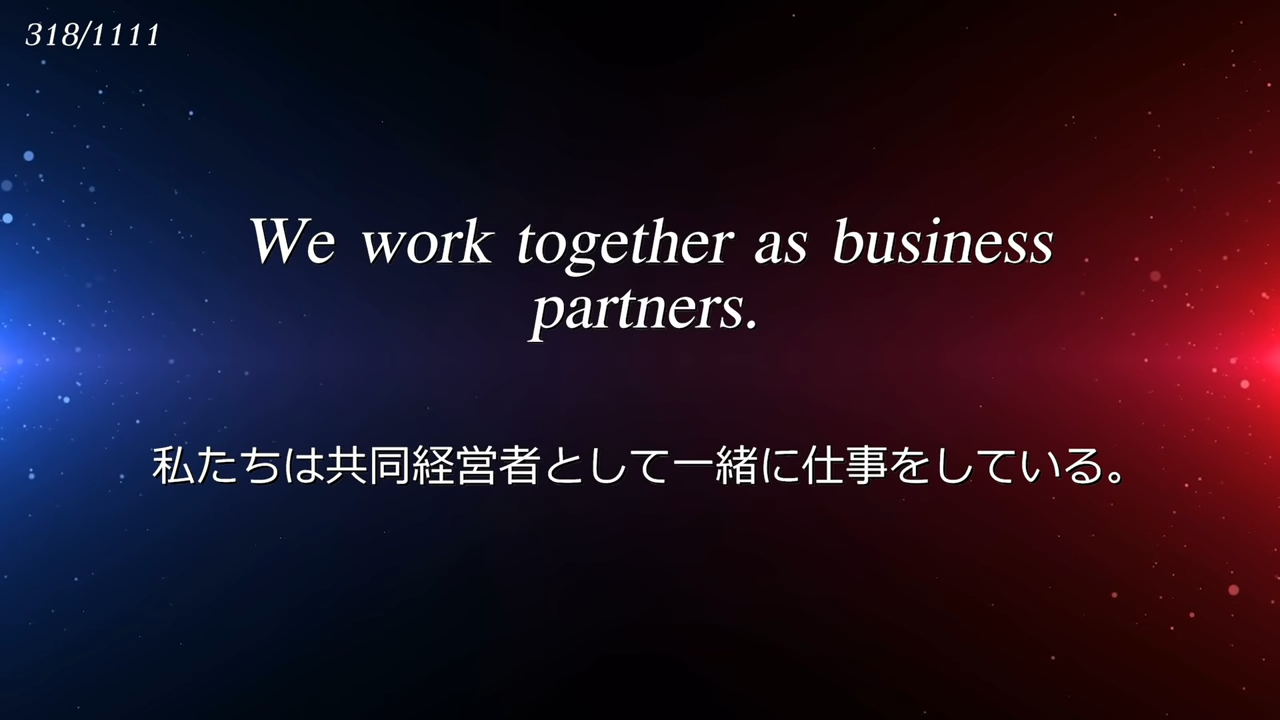 318/1111
We work together as business
partners.
私たちは共同経営者として一緒に仕事をしている。